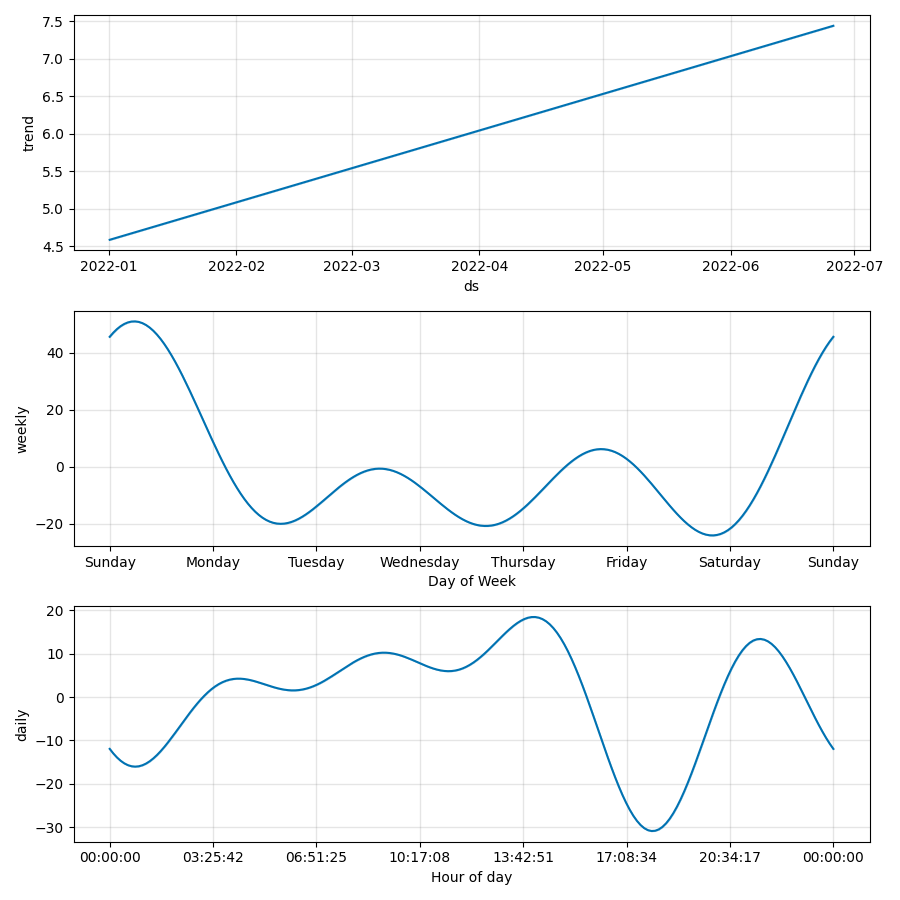 7.5
7.0
6.5
6.0
5.5
5.0
4.5
trend
2022-01 2022-02 2022-03 2022-04 2022-05 2022-06 2022-07
ds
40
20
0
−20
weekly
Sunday Monday Tuesday Wednesday Thursday Friday Saturday Sunday
Day of Week
20
10
0
−10
−20
−30
daily
00:00:00 03:25:42 06:51:25 10:17:08 13:42:51 17:08:34 20:34:17 00:00:00
Hour of day